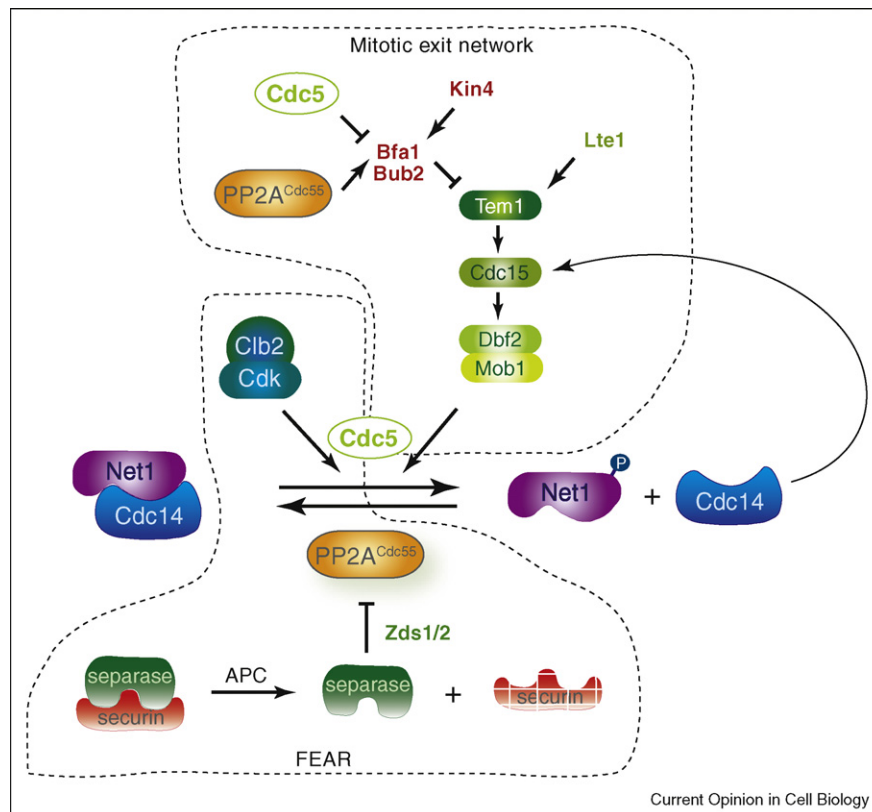 Mitotic exit network
Cdc5
Kin4
Lte1
Bfa1
Bub2
PP2ACdc55
Tem1
Cdc15
Dbf2
Mob1
Clb2
Cdk
Cdc5
Net1
Cdc14
P
Net1
+
Cdc14
PP2ACdc55
Zds1/2
separase
securin
APC
separase
+
securin
FEAR
Current Opinion in Cell Biology